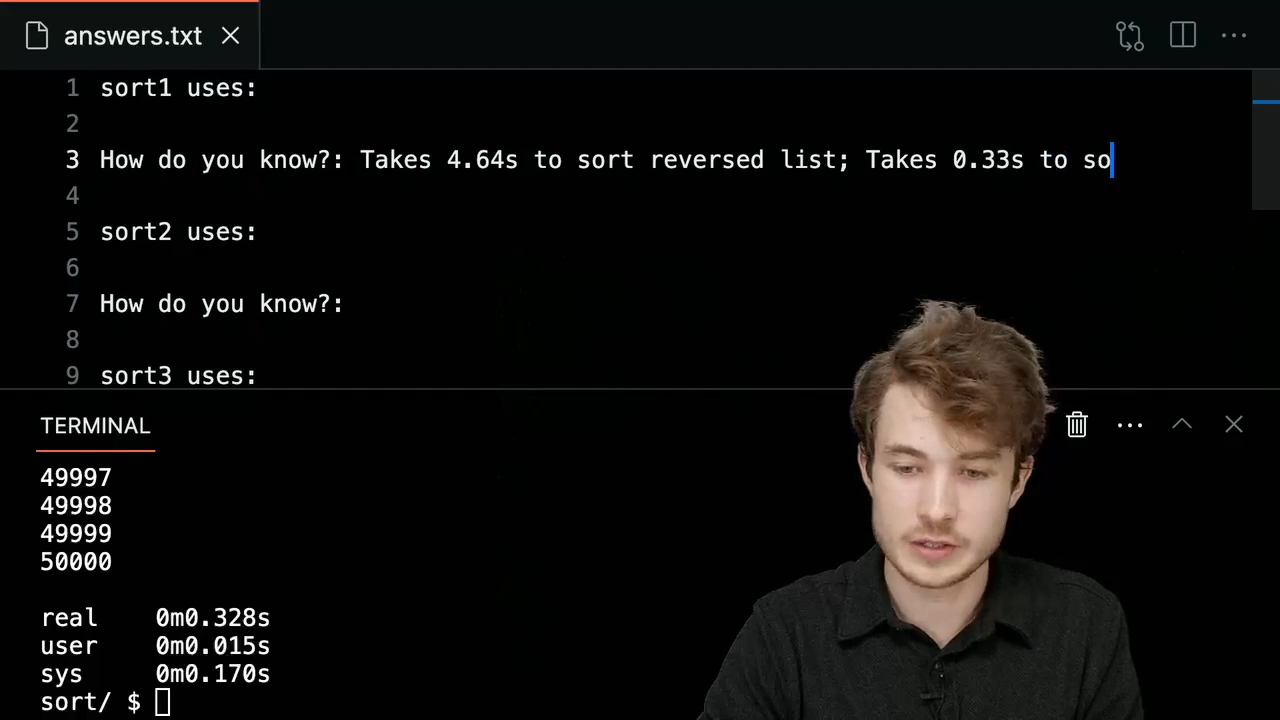 answers.txt
1 sort1 uses:
2
3 How do you know?: Takes 4.64s to sort reversed list; Takes 0.33s to so
4
5 sort2 uses:
6
7 How do you know?:
8
9 sort3 uses:
TERMINAL
49997
49998
49999
50000
real 0m0.328s
user 0m0.015s
sys 0m0.170s
sort/ $